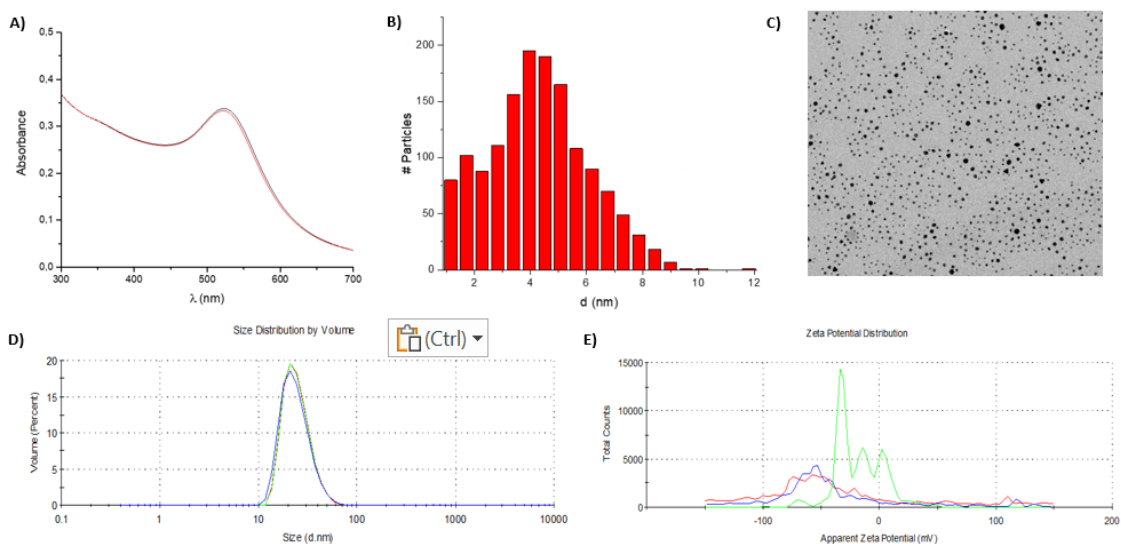 A)
0,5
0,4
0,3
0,2
0,1
0,0
Absorbance
300
400
500
600
700
λ (nm)
B)
200
150
100
50
0
# Particles
2
4
6
8
10
12
d (nm)
C)
D)
Size Distribution by Volume
(Ctrl)
20
15
10
5
0
Volume (Percent)
0.1
1
10
100
1000
10000
Size (d.nm)
E)
Zeta Potential Distribution
15000
10000
5000
0
Total Counts
-100
0
100
200
Apparent Zeta Potential (mV)